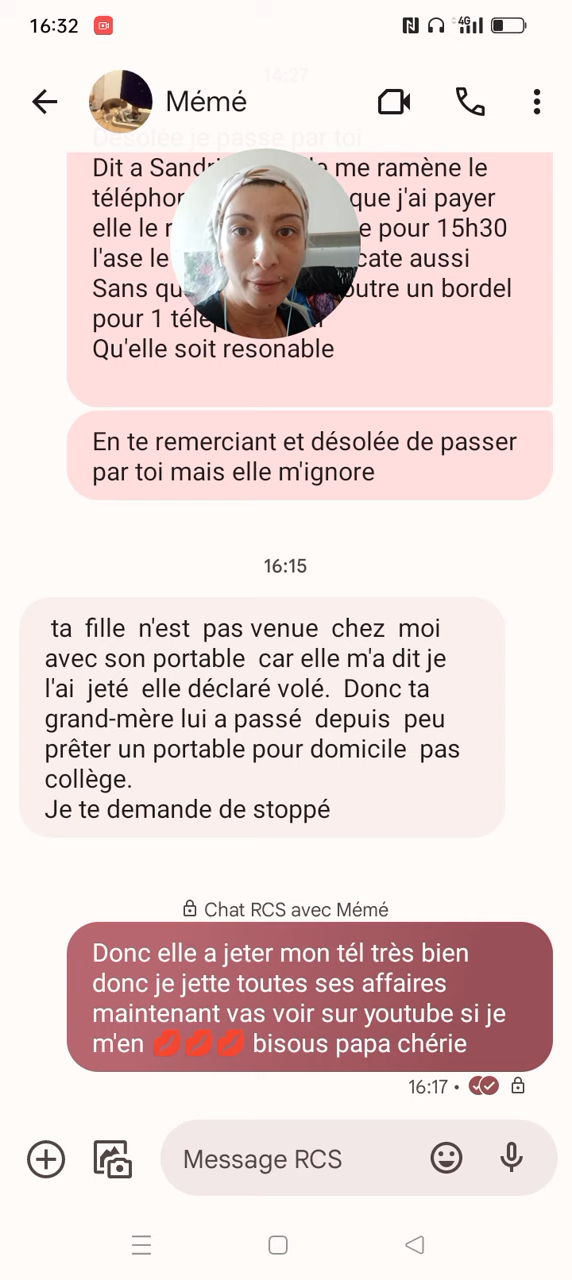 16:32
4G
Mémé
14:27
Désolée je passe par toi
Dit a me ramène le
que j'ai payer
elle le pour 15h30
l'ase le aussi
Sans un bordel
pour 1
Qu'elle soit resonable
En te remerciant et désolée de passer
par toi mais elle m'ignore
16:15
ta fille n'est pas venue chez moi
avec son portable car elle m'a dit je
l'ai jeté elle déclaré volé. Donc ta
grand-mère lui a passé depuis peu
prêter un portable pour domicile pas
collège.
Je te demande de stoppé
Chat RCS avec Mémé
Donc elle a jeter mon tél très bien
donc je jette toutes ses affaires
maintenant vas voir sur youtube si je
m'en 💋💋💋 bisous papa chérie
16:17 •
Message RCS